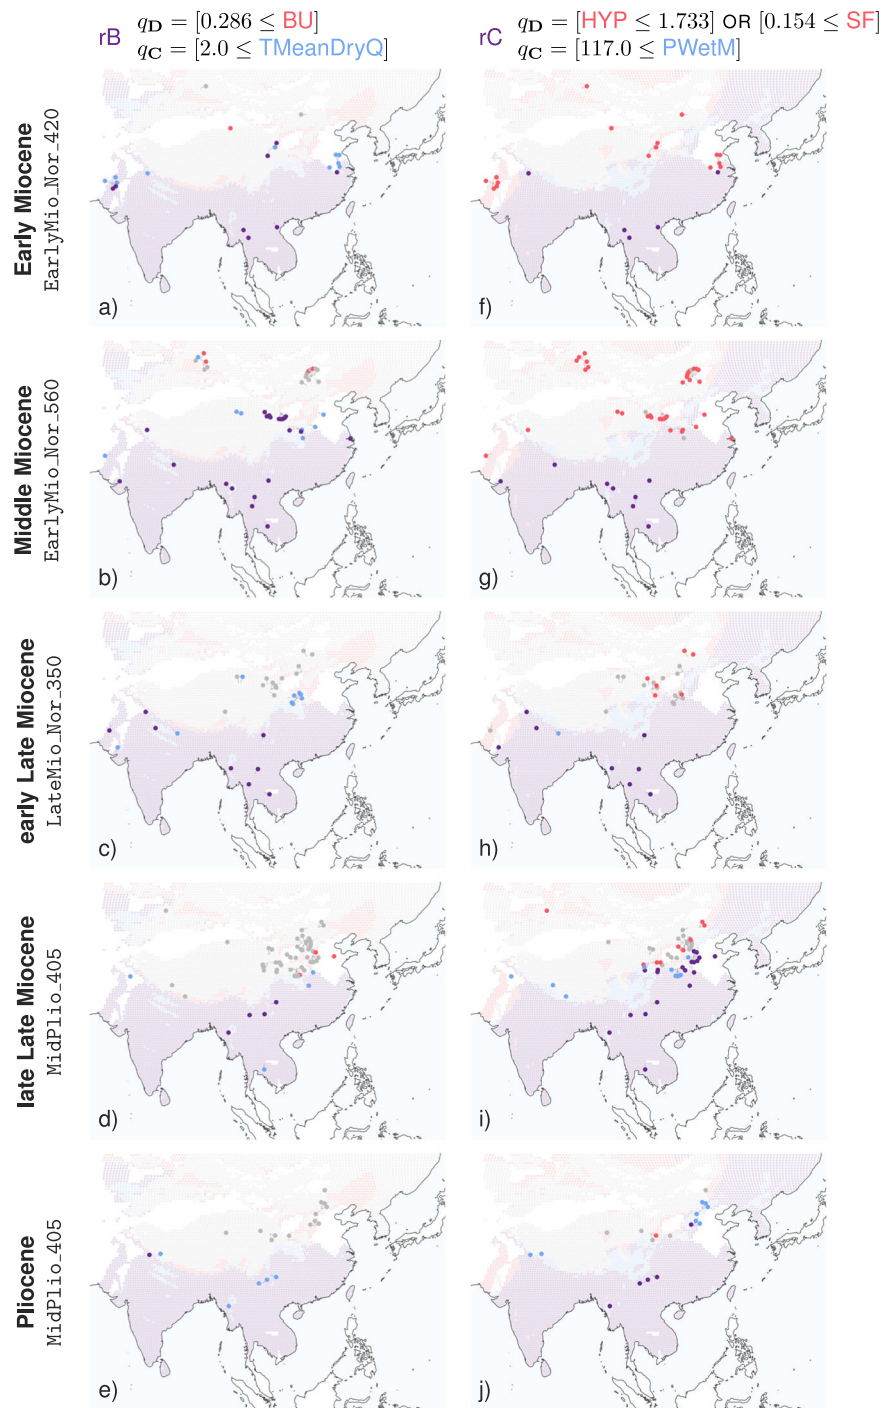 rB q_D = [0.286 ≤ BU]
q_C = [2.0 ≤ TMeanDryQ]
rC q_D = [HYP ≤ 1.733] OR [0.154 ≤ SF]
q_C = [117.0 ≤ PWetM]
Early Miocene
EarlyMio_Nor_420
a)
f)
Middle Miocene
EarlyMio_Nor_560
b)
g)
early Late Miocene
LateMio_Nor_350
c)
h)
late Late Miocene
MidPlio_405
d)
i)
Pliocene
MidPlio_405
e)
j)